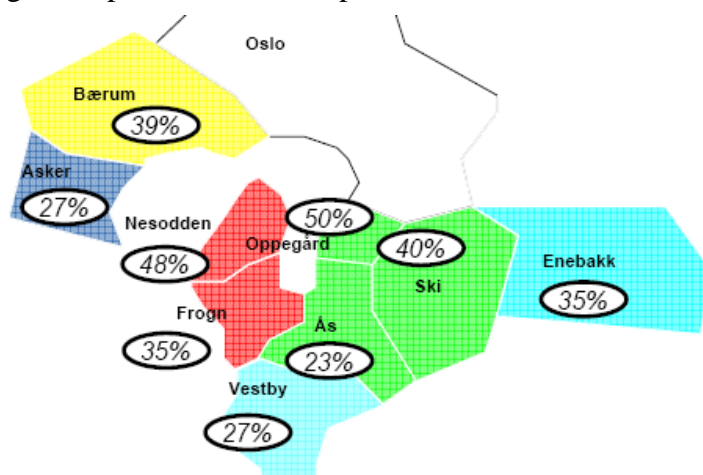 Oslo
Bærum
39%
Asker
27%
Nesodden
48%
50%
Oppegård
40%
Ski
Enebakk
35%
Frogn
35%
Ås
23%
Vestby
27%